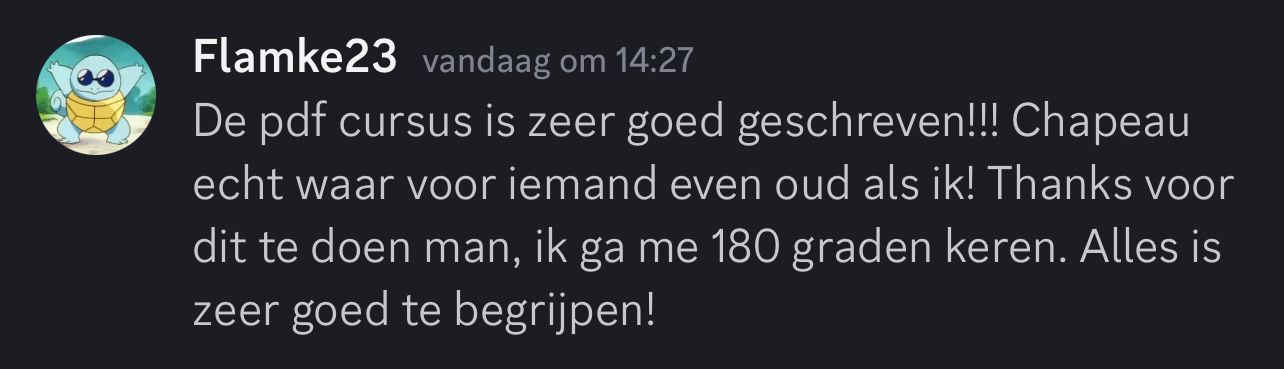 Flamke23 vandaag om 14:27
De pdf cursus is zeer goed geschreven!!! Chapeau
echt waar voor iemand even oud als ik! Thanks voor
dit te doen man, ik ga me 180 graden keren. Alles is
zeer goed te begrijpen!